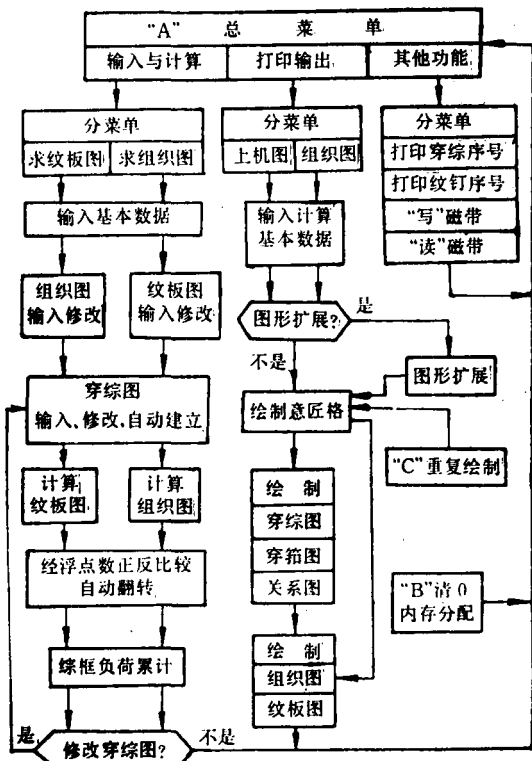 “A” 总 菜 单
输入与计算 打印输出 其他功能
分菜单
求纹板图 求组织图
输入基本数据
组织图
输入修改
纹板图
输入修改
穿综图
输入、修改,自动建立
计算
纹板图
计算
组织图
经浮点数正反比较
自动翻转
综框负荷累计
是
修改穿综图?
不是
分菜单
上机图 组织图
输入计算
基本数据
图形扩展?
是
不是
图形扩展
绘制意匠格
“C”重复绘制
绘 制
穿综图
穿筘图
关系图
绘 制
组织图
纹板图
分菜单
打印穿综序号
打印纹钉序号
“写”磁带
“读”磁带
“B”清0
内存分配